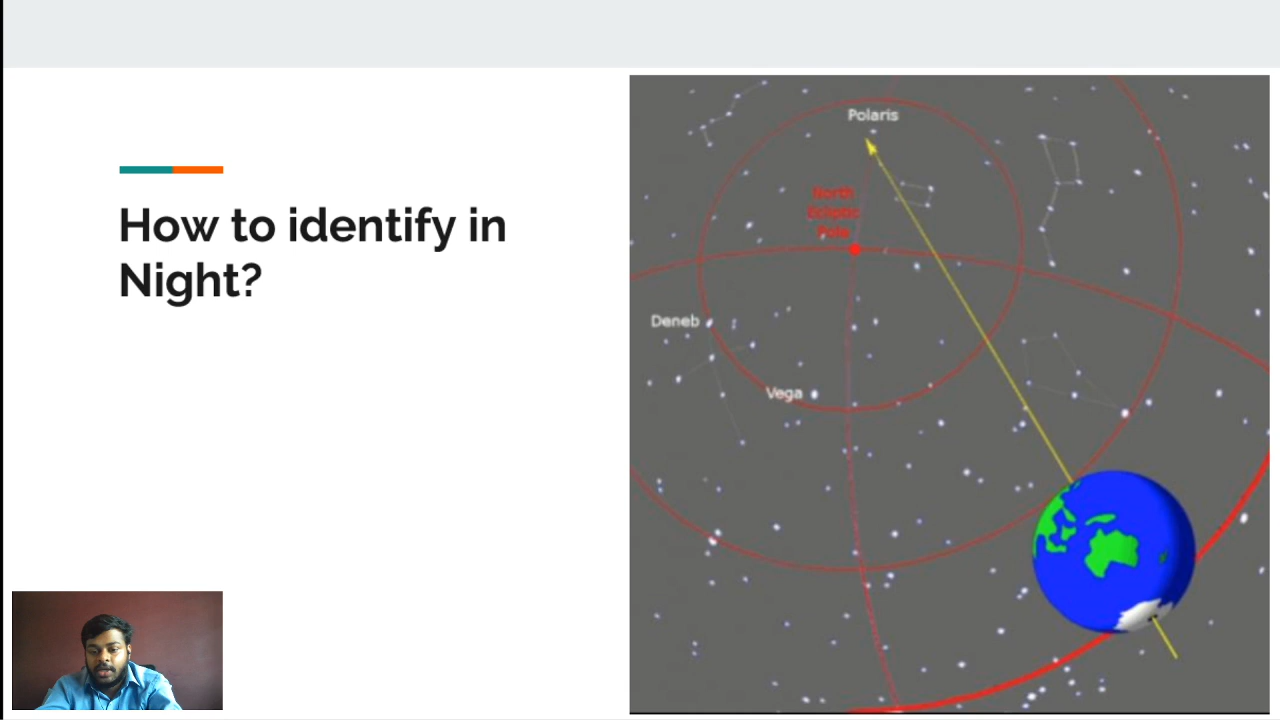 How to identify in
Night?
Polaris
North
Ecliptic
Pole
Deneb
Vega